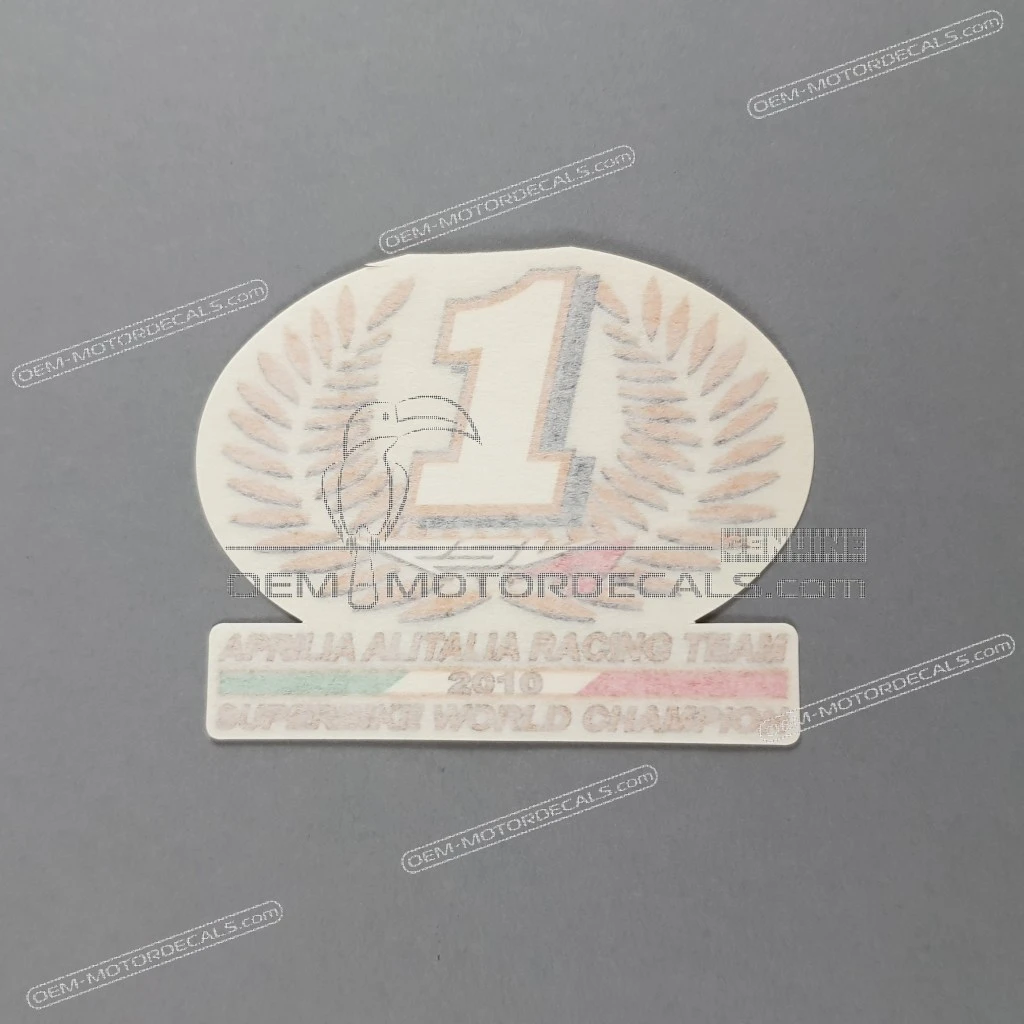 OEM-MOTORDECALS.com
OEM-MOTORDECALS.com
OEM-MOTORDECALS.com
1
GENUINE
OEM MOTORDECALS.com
APRILIA ALITALIA RACING TEAM
2010
SUPERBIKE WORLD CHAMPION
OEM-MOTORDECALS.com
OEM-MOTORDECALS.com
OEM-MOTORDECALS.com